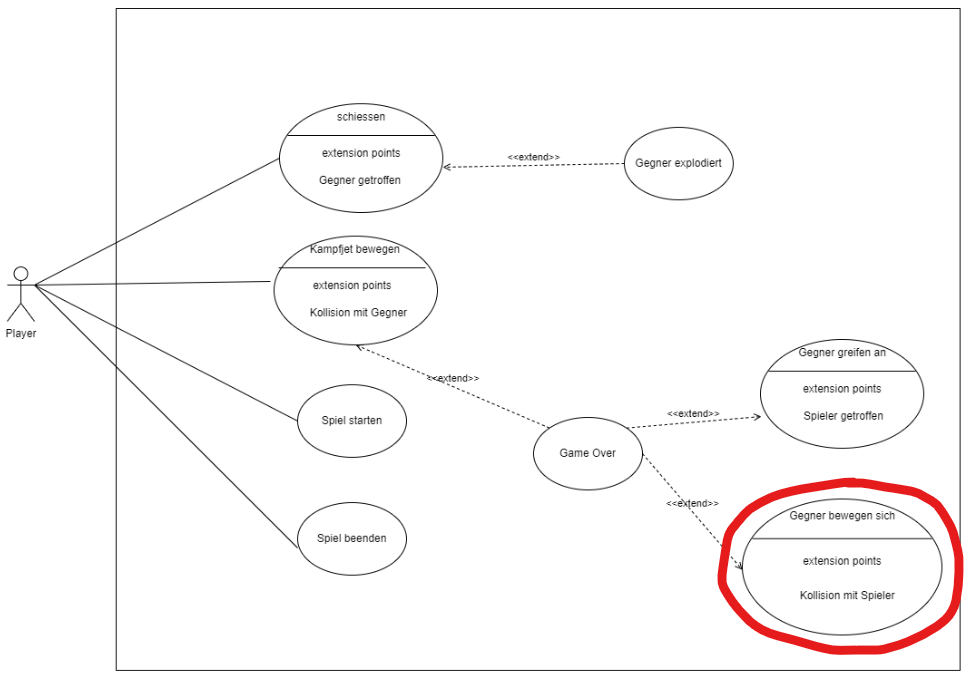 schiessen
extension points
Gegner getroffen
<<extend>>
Gegner explodiert
Kampfjet bewegen
extension points
Kollision mit Gegner
Player
<<extend>>
Gegner greifen an
extension points
Spieler getroffen
<<extend>>
Spiel starten
Game Over
<<extend>>
Gegner bewegen sich
extension points
Kollision mit Spieler
Spiel beenden